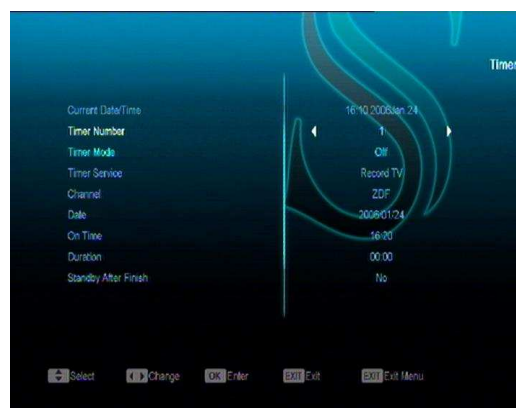 Timer
Current Date/Time 16:10 2006/Jan.24
Timer Number 1
Timer Mode Off
Timer Service Record TV
Channel ZDF
Date 2006/01/24
On Time 16:20
Duration 00:00
Standby After Finish No
Select Change OK Enter EXIT Exit EXIT Exit Menu